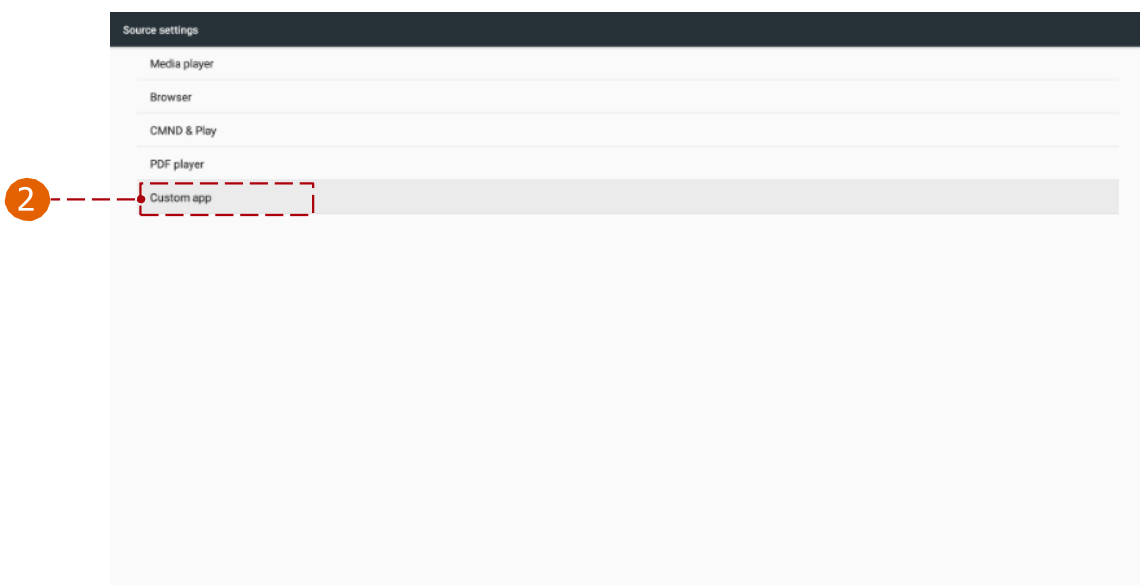 Source settings
Media player
Browser
CMND & Play
PDF player
2
Custom app